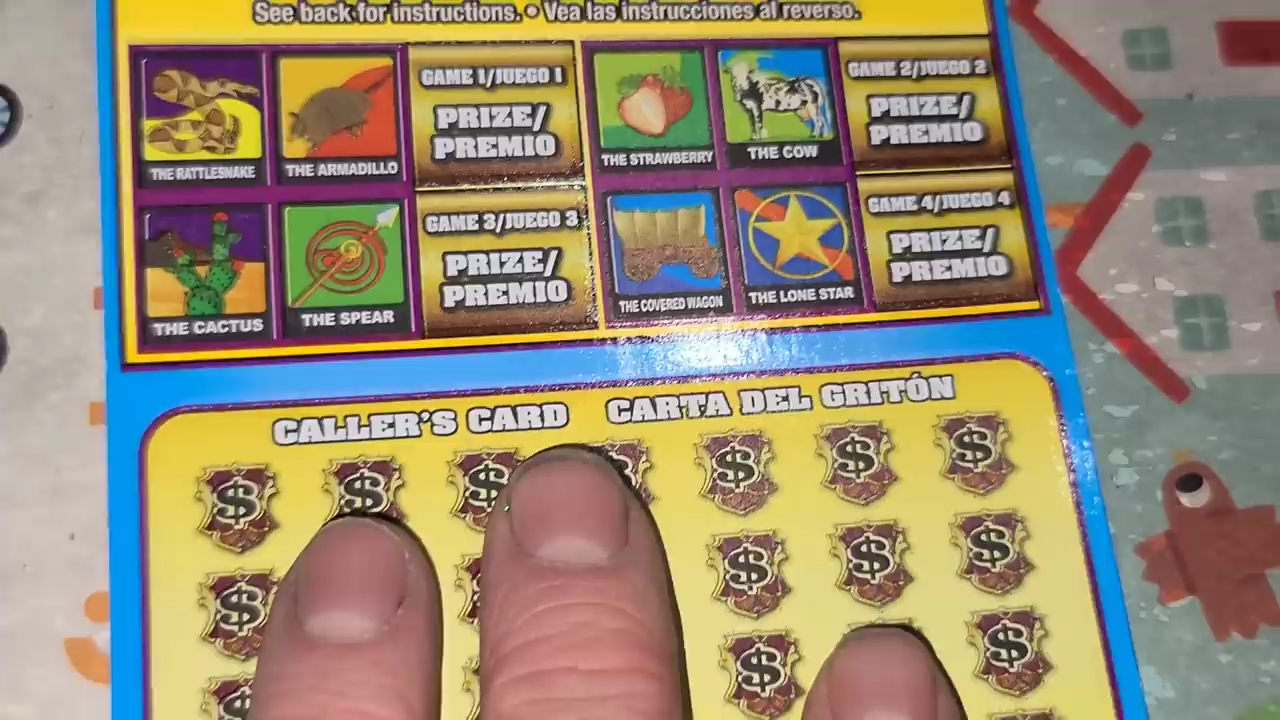 See back for instructions. • Vea las instrucciones al reverso.
THE RATTLESNAKE
THE ARMADILLO
GAME 1/JUEGO 1
PRIZE/
PREMIO
THE STRAWBERRY
THE COW
GAME 2/JUEGO 2
PRIZE/
PREMIO
THE CACTUS
THE SPEAR
GAME 3/JUEGO 3
PRIZE/
PREMIO
THE COVERED WAGON
THE LONE STAR
GAME 4/JUEGO 4
PRIZE/
PREMIO
CALLER'S CARD CARTA DEL GRITÓN
$ $ $ $ $ $ $
$ $ $ $
$ $ $